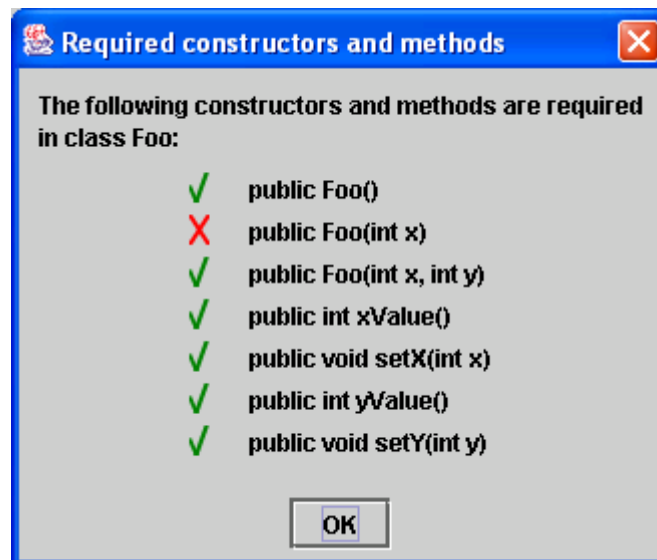 Required constructors and methods
The following constructors and methods are required
in class Foo:
public Foo()
public Foo(int x)
public Foo(int x, int y)
public int xValue()
public void setX(int x)
public int yValue()
public void setY(int y)
OK